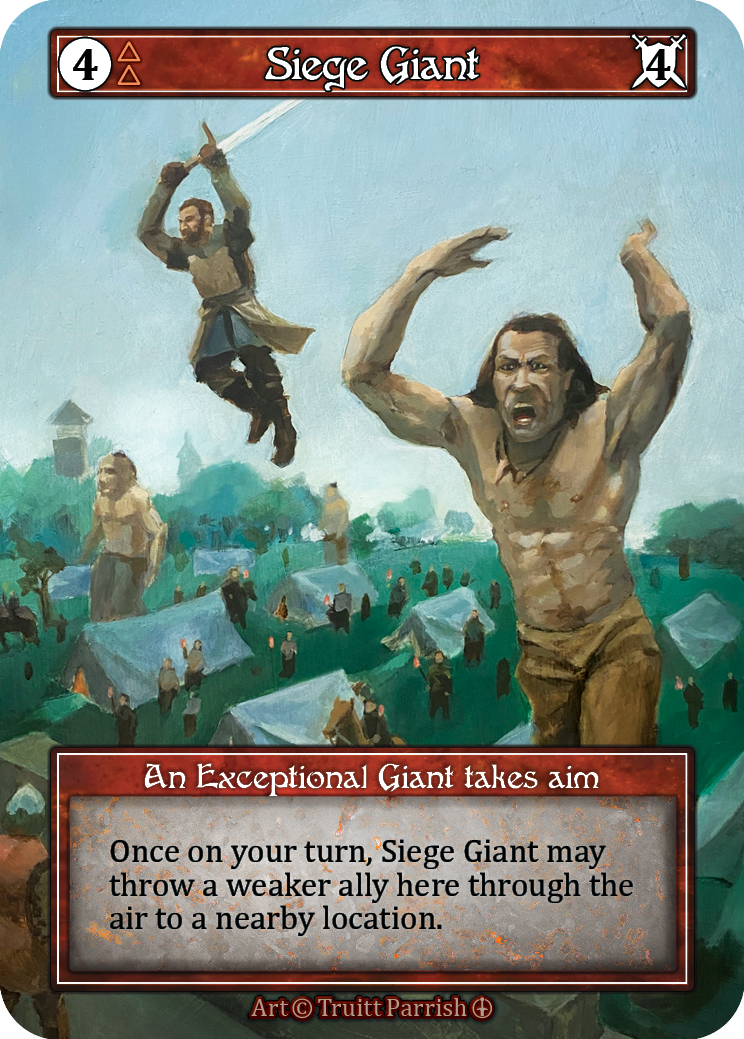 4 Siege Giant 4
An Exceptional Giant takes aim
Once on your turn, Siege Giant may
throw a weaker ally here through the
air to a nearby location.
Art © Truitt Parrish